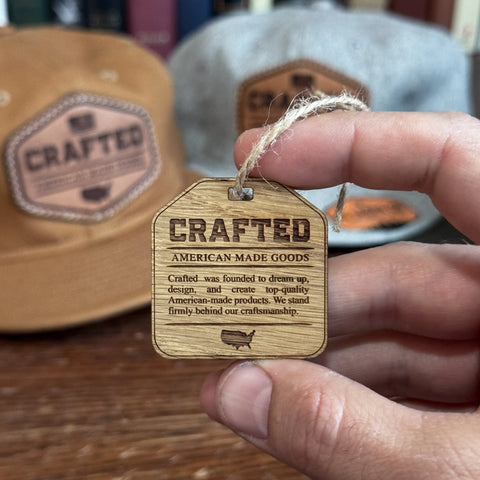 CRAFTED
CRAFTED
CRAFTED
AMERICAN MADE GOODS
Crafted was founded to dream up,
design, and create top-quality
American-made products. We stand
firmly behind our craftsmanship.